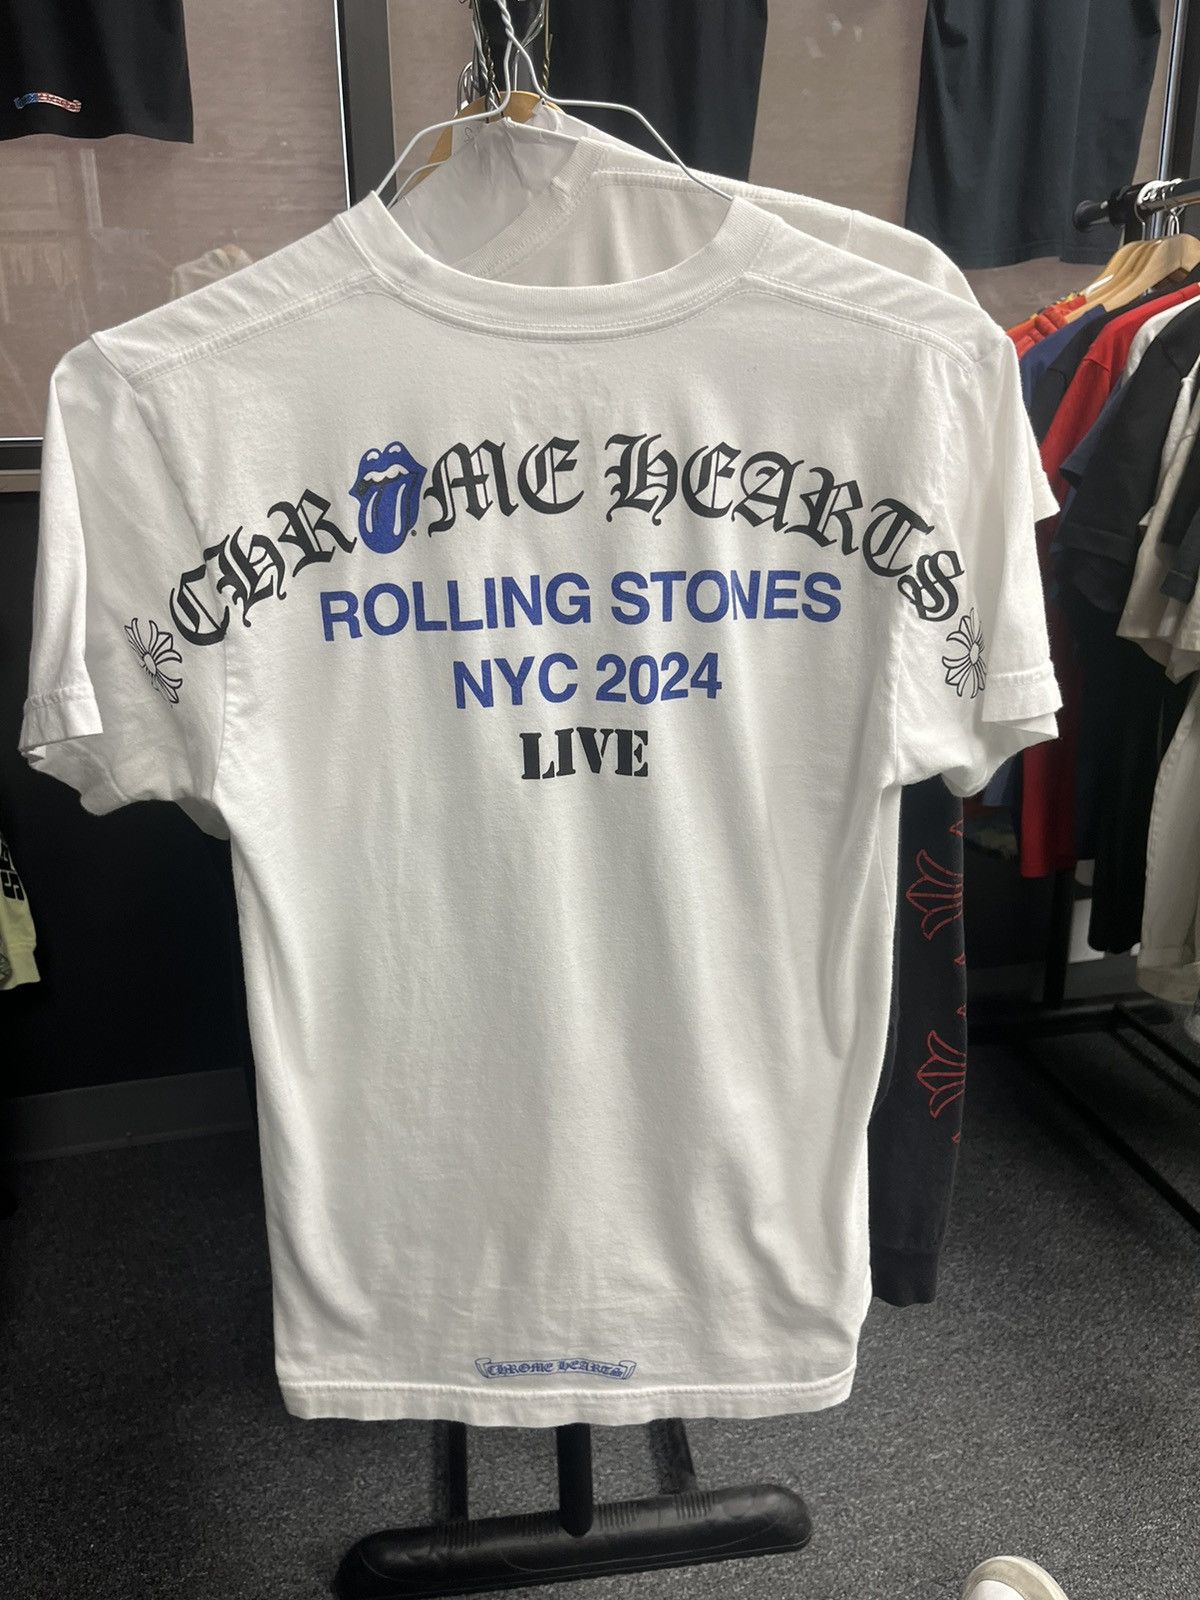 CHROME HEARTS
ROLLING STONES
NYC 2024
LIVE
CHROME HEARTS